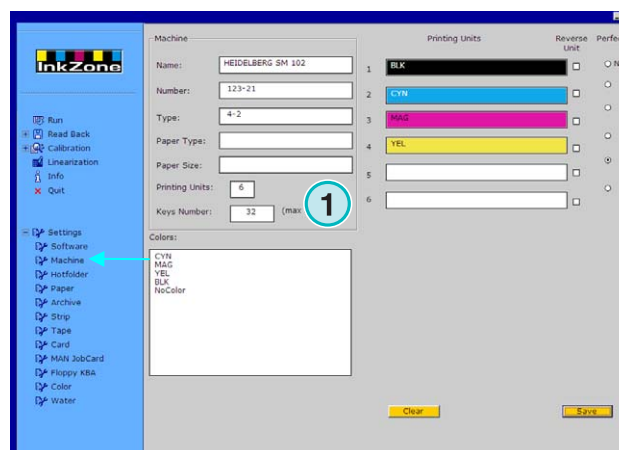 InkZone
Run
Read Back
Calibration
Linearization
Info
Quit
Settings
Software
Machine
Hotfolder
Paper
Archive
Strip
Tape
Card
MAN JobCard
Floppy KBA
Color
Water
Machine
Name: HEIDELBERG SM 102
Number: 123-21
Type: 4-2
Paper Type:
Paper Size:
Printing Units: 6
Keys Number: 32 (max
1
Colors:
CYN
MAG
YEL
BLK
NoColor
Printing Units
Reverse
Unit
Perfe
1 BLK
N
2 CYN
3 MAG
4 YEL
5
6
Clear
Save